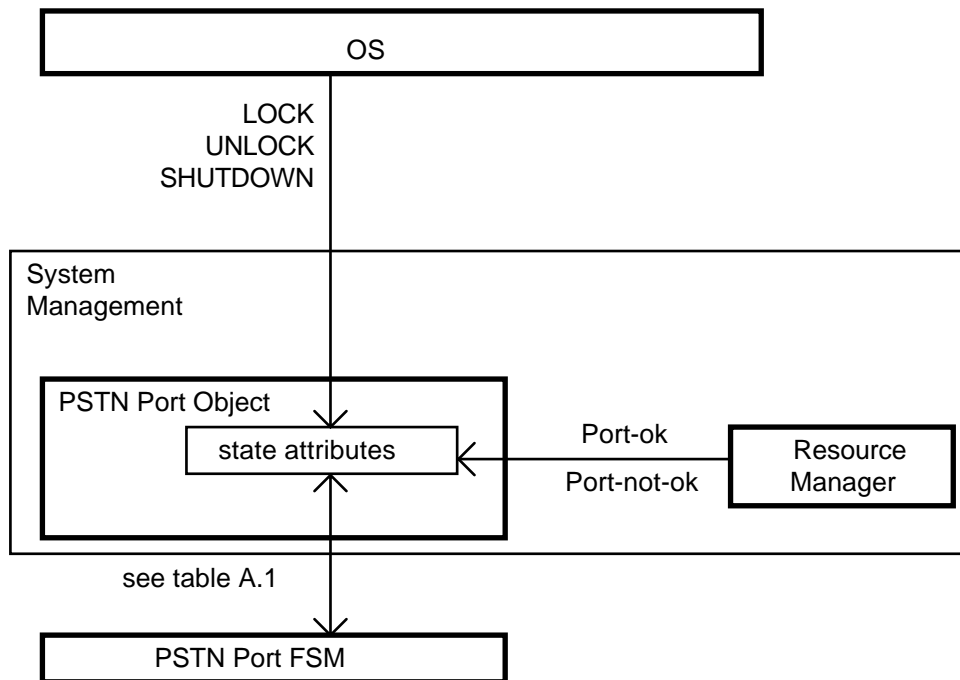 OS
LOCK
UNLOCK
SHUTDOWN
System
Management
PSTN Port Object
state attributes
Port-ok
Port-not-ok
Resource
Manager
see table A.1
PSTN Port FSM